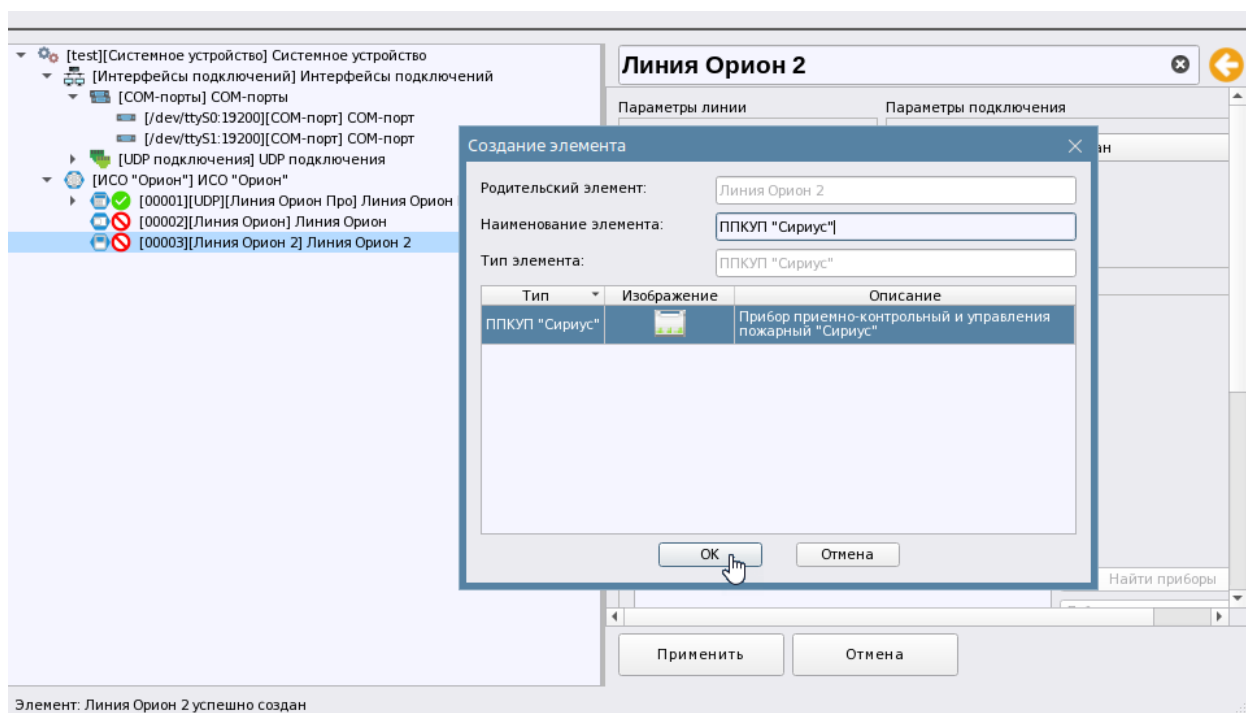 [test][Системное устройство] Системное устройство
[Интерфейсы подключений] Интерфейсы подключений
[COM-порты] COM-порты
[/dev/ttyS0:19200][COM-порт] COM-порт
[/dev/ttyS1:19200][COM-порт] COM-порт
[UDP подключения] UDP подключения
[ИСО "Орион"] ИСО "Орион"
[00001][UDP][Линия Орион Про] Линия Орион
[00002][Линия Орион] Линия Орион
[00003][Линия Орион 2] Линия Орион 2
Линия Орион 2
Параметры линии
Параметры подключения
ан
Создание элемента
Родительский элемент:
Линия Орион 2
Наименование элемента:
ППКУП "Сириус"
Тип элемента:
ППКУП "Сириус"
Тип Изображение Описание
ППКУП "Сириус"
Прибор приемно-контрольный и управления
пожарный "Сириус"
OK
Отмена
Найти приборы
Применить
Отмена
Элемент: Линия Орион 2 успешно создан